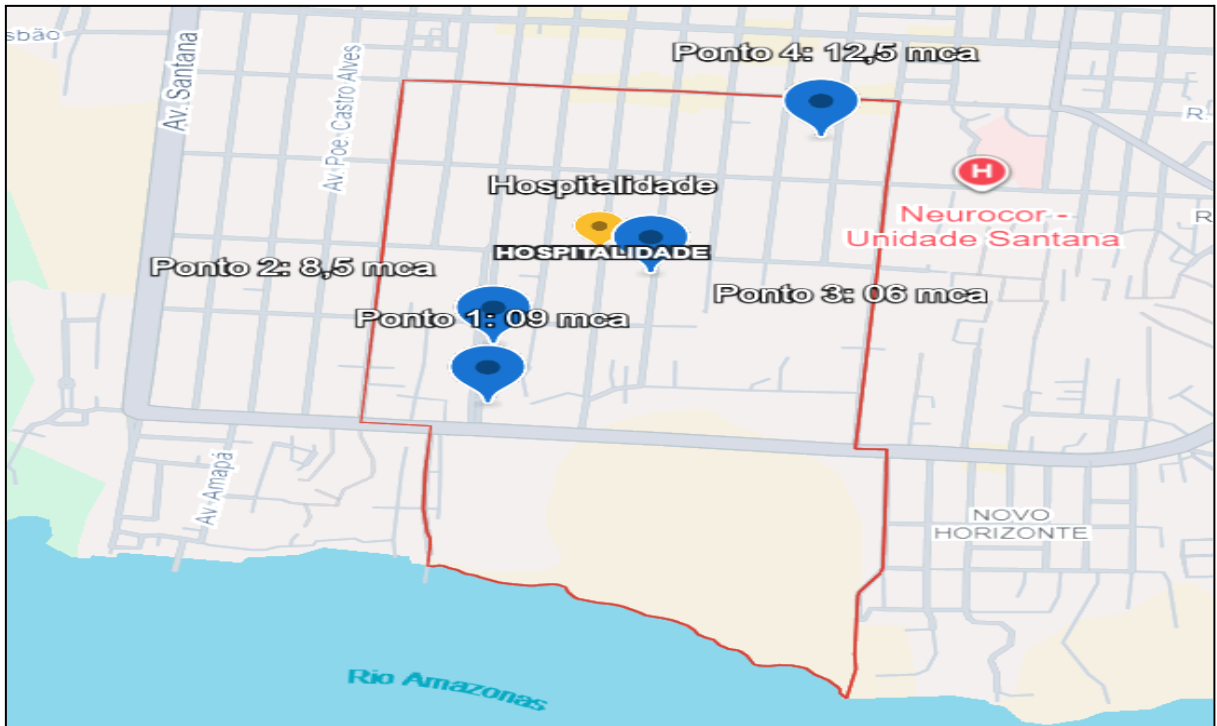 sbão
Av. Santana
Av. Poe. Castro Alves
Ponto 4: 12,5 mca
R.
H
Neurocor -
Unidade Santana
R
Hospitalidade
HOSPITALIDADE
Ponto 2: 8,5 mca
Ponto 3: 06 mca
Ponto 1: 09 mca
Av. Amapá
NOVO
HORIZONTE
Rio Amazonas